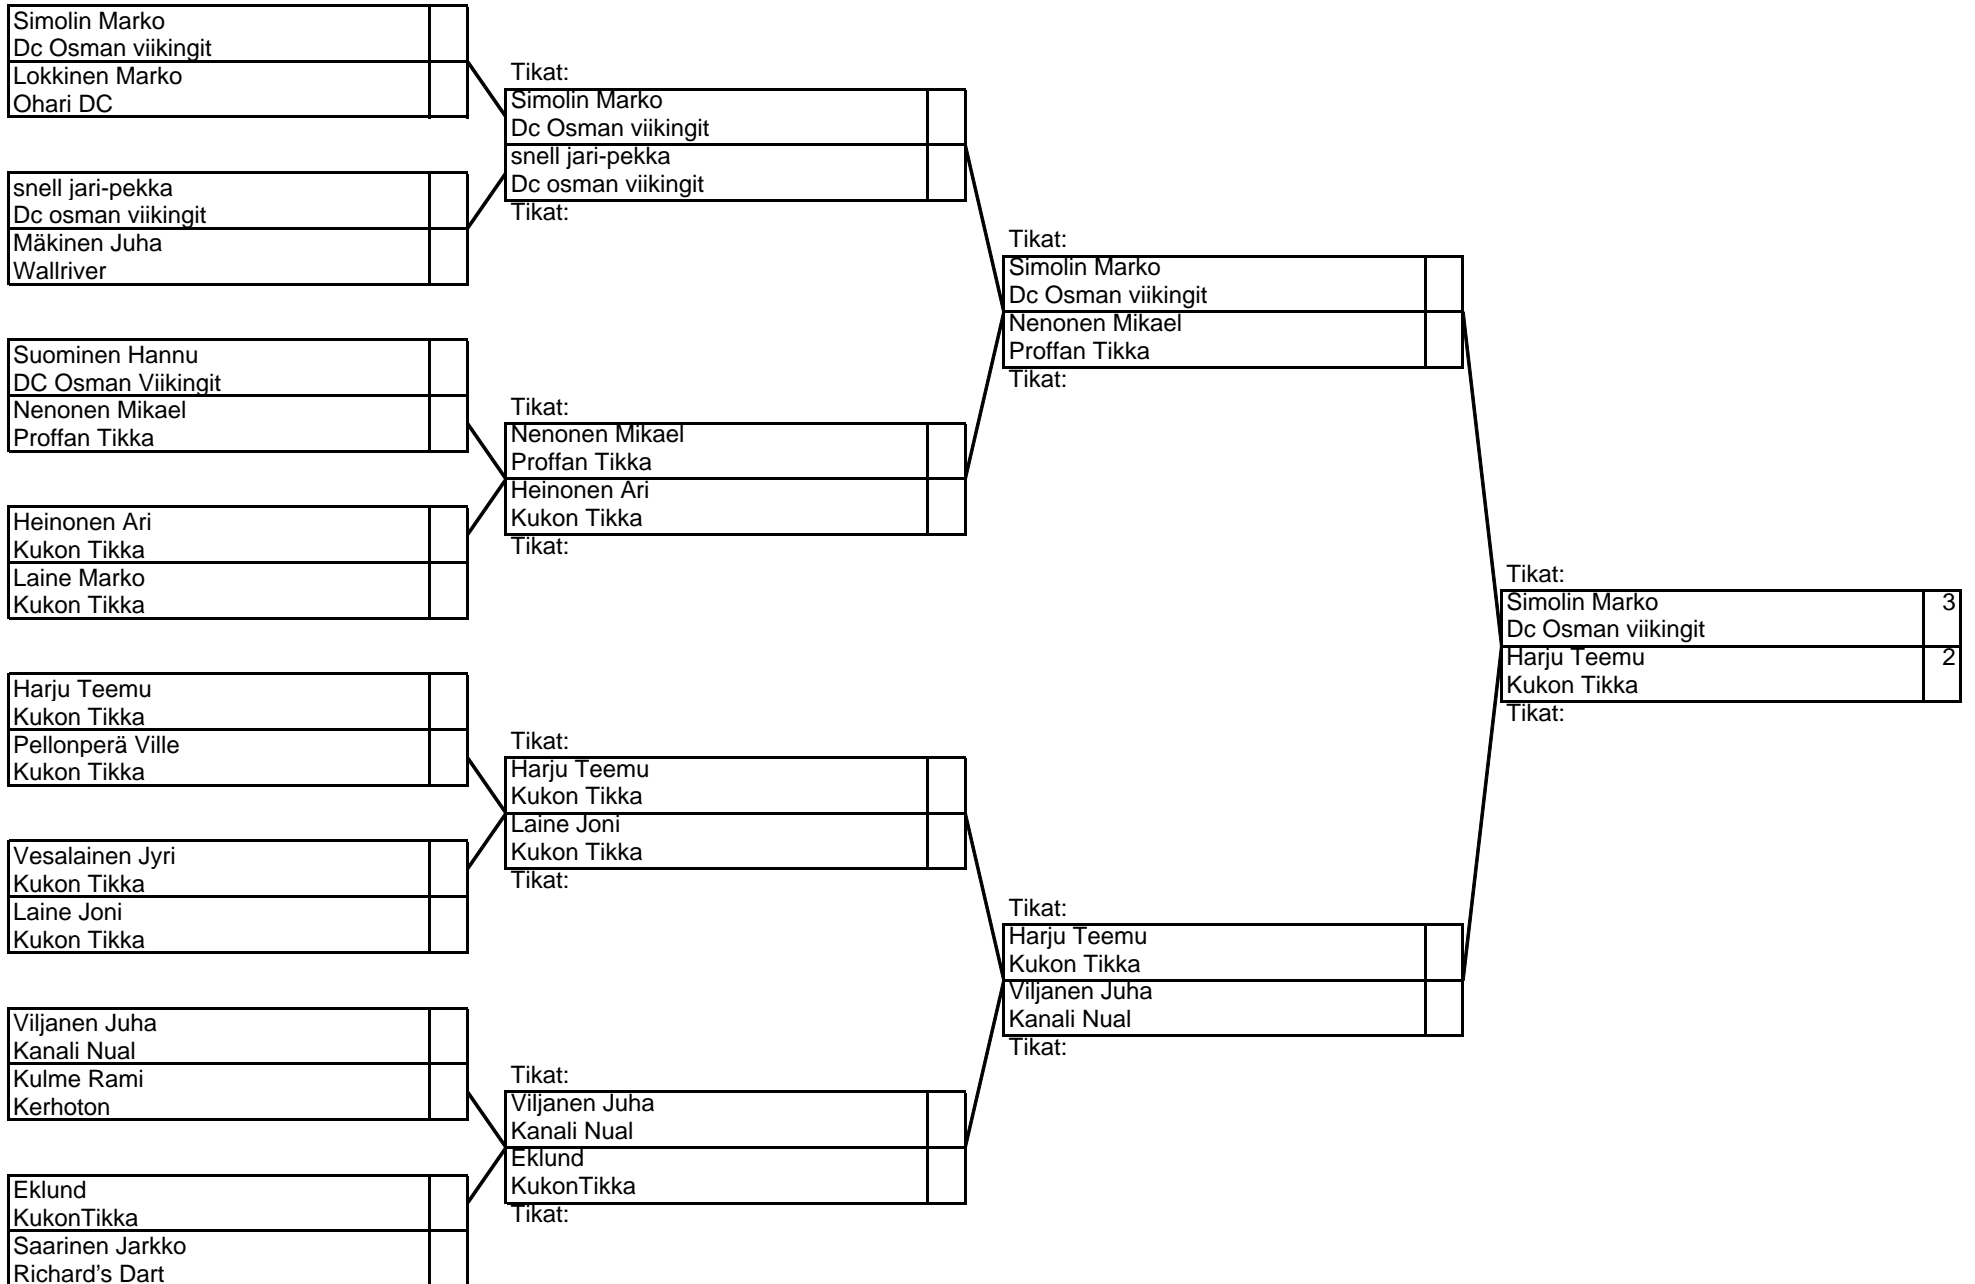 Simolin Marko
Dc Osman viikingit
Lokkinen Marko
Ohari DC
snell jari-pekka
Dc osman viikingit
Mäkinen Juha
Wallriver
Suominen Hannu
DC Osman Viikingit
Nenonen Mikael
Proffan Tikka
Heinonen Ari
Kukon Tikka
Laine Marko
Kukon Tikka
Harju Teemu
Kukon Tikka
Pellonperä Ville
Kukon Tikka
Vesalainen Jyri
Kukon Tikka
Laine Joni
Kukon Tikka
Viljanen Juha
Kanali Nual
Kulme Rami
Kerhoton
Eklund
KukonTikka
Saarinen Jarkko
Richard's Dart
Tikat:
Simolin Marko
Dc Osman viikingit
snell jari-pekka
Dc osman viikingit
Tikat:
Tikat:
Nenonen Mikael
Proffan Tikka
Heinonen Ari
Kukon Tikka
Tikat:
Tikat:
Harju Teemu
Kukon Tikka
Laine Joni
Kukon Tikka
Tikat:
Tikat:
Viljanen Juha
Kanali Nual
Eklund
KukonTikka
Tikat:
Tikat:
Simolin Marko
Dc Osman viikingit
Nenonen Mikael
Proffan Tikka
Tikat:
Tikat:
Harju Teemu
Kukon Tikka
Viljanen Juha
Kanali Nual
Tikat:
Tikat:
Simolin Marko 3
Dc Osman viikingit
Harju Teemu 2
Kukon Tikka
Tikat: